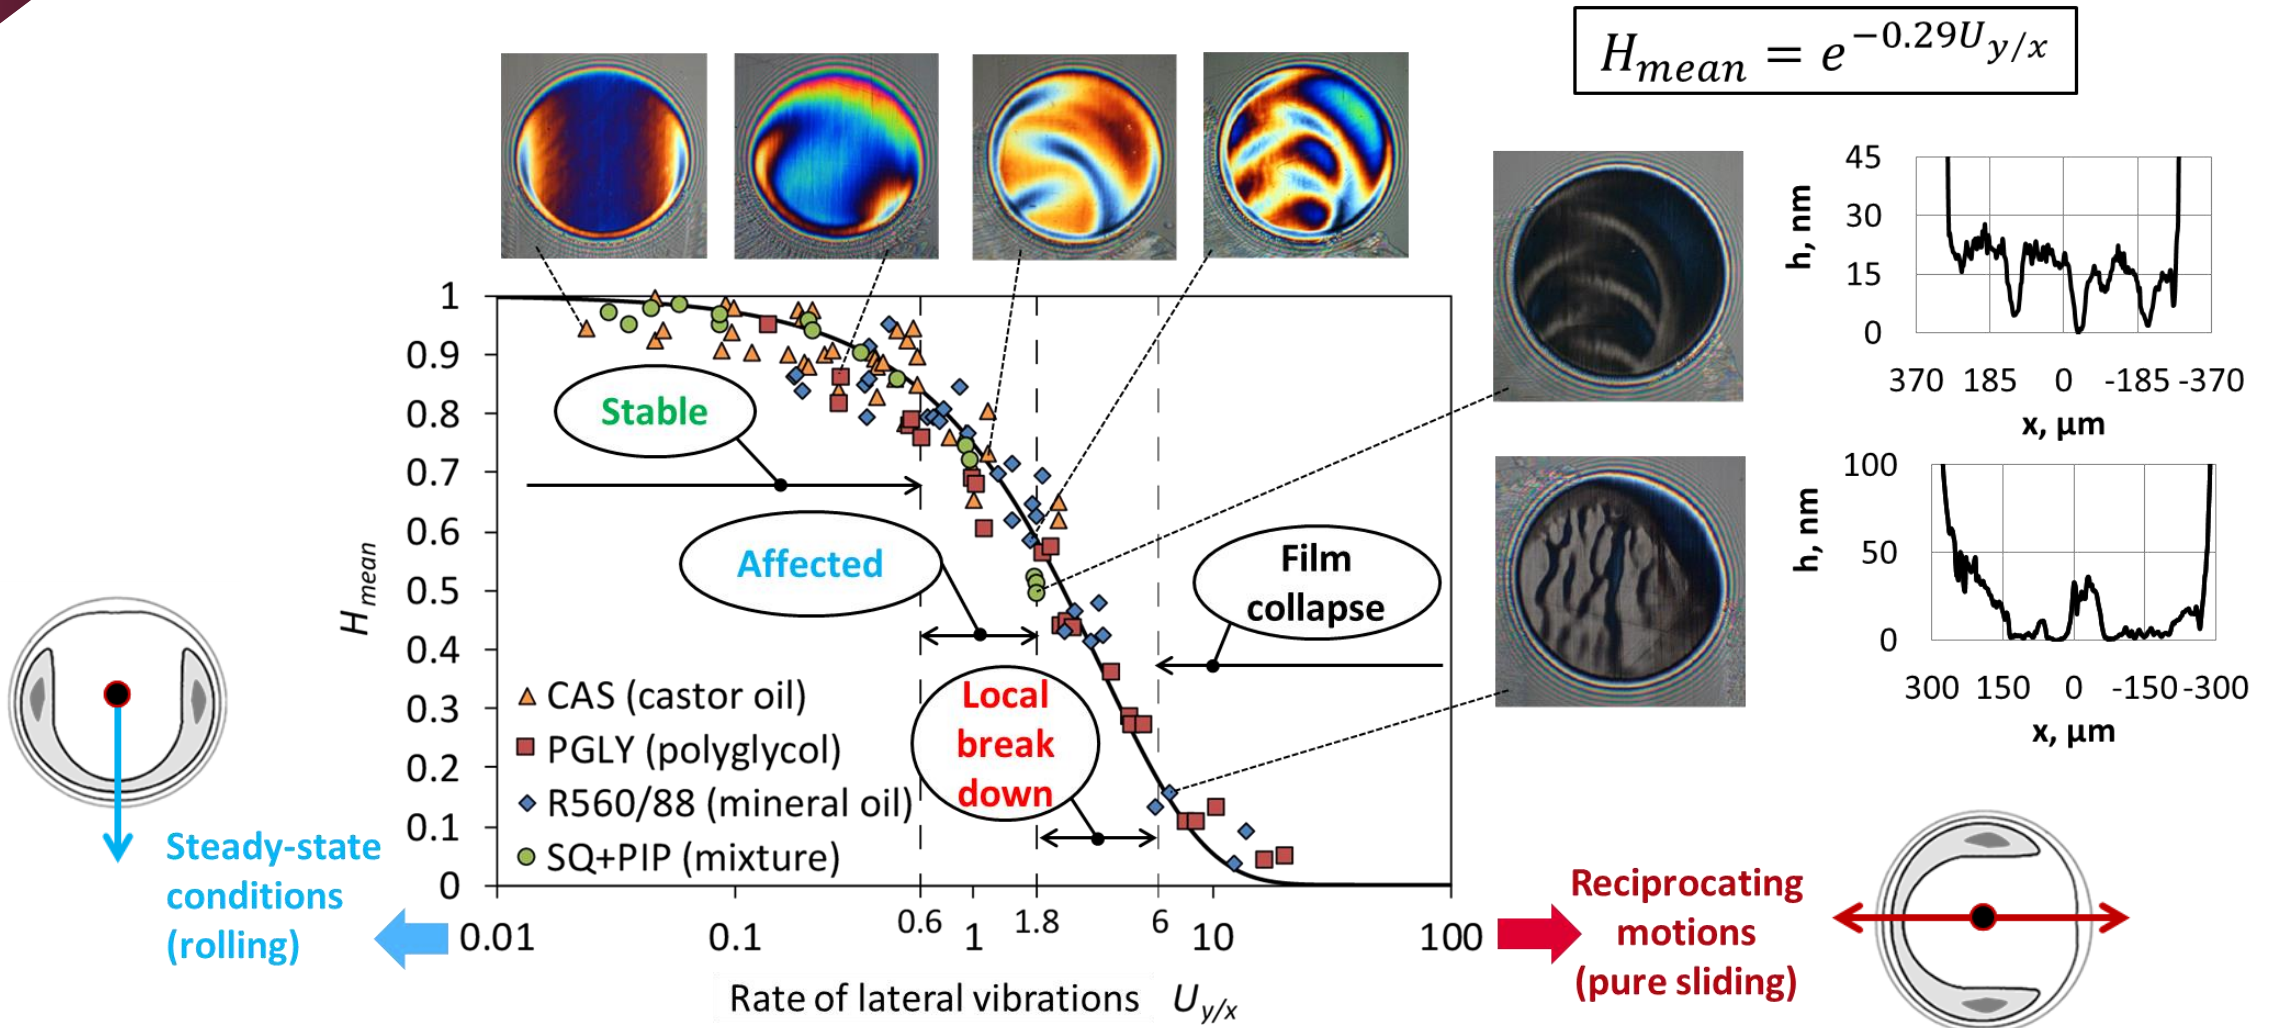 H_mean = e^{-0.29U_{y/x}}
45
30
15
0
h, nm
370 185 0 -185 -370
x, µm
100
50
0
h, nm
300 150 0 -150 -300
x, µm
1
0.9
0.8
0.7
0.6
0.5
0.4
0.3
0.2
0.1
0
H_mean
Stable
Affected
Local
break
down
Film
collapse
CAS (castor oil)
PGLY (polyglycol)
R560/88 (mineral oil)
SQ+PIP (mixture)
0.6 1.8 6
0.01 0.1 1 10 100
Rate of lateral vibrations U_{y/x}
Steady-state
conditions
(rolling)
Reciprocating
motions
(pure sliding)